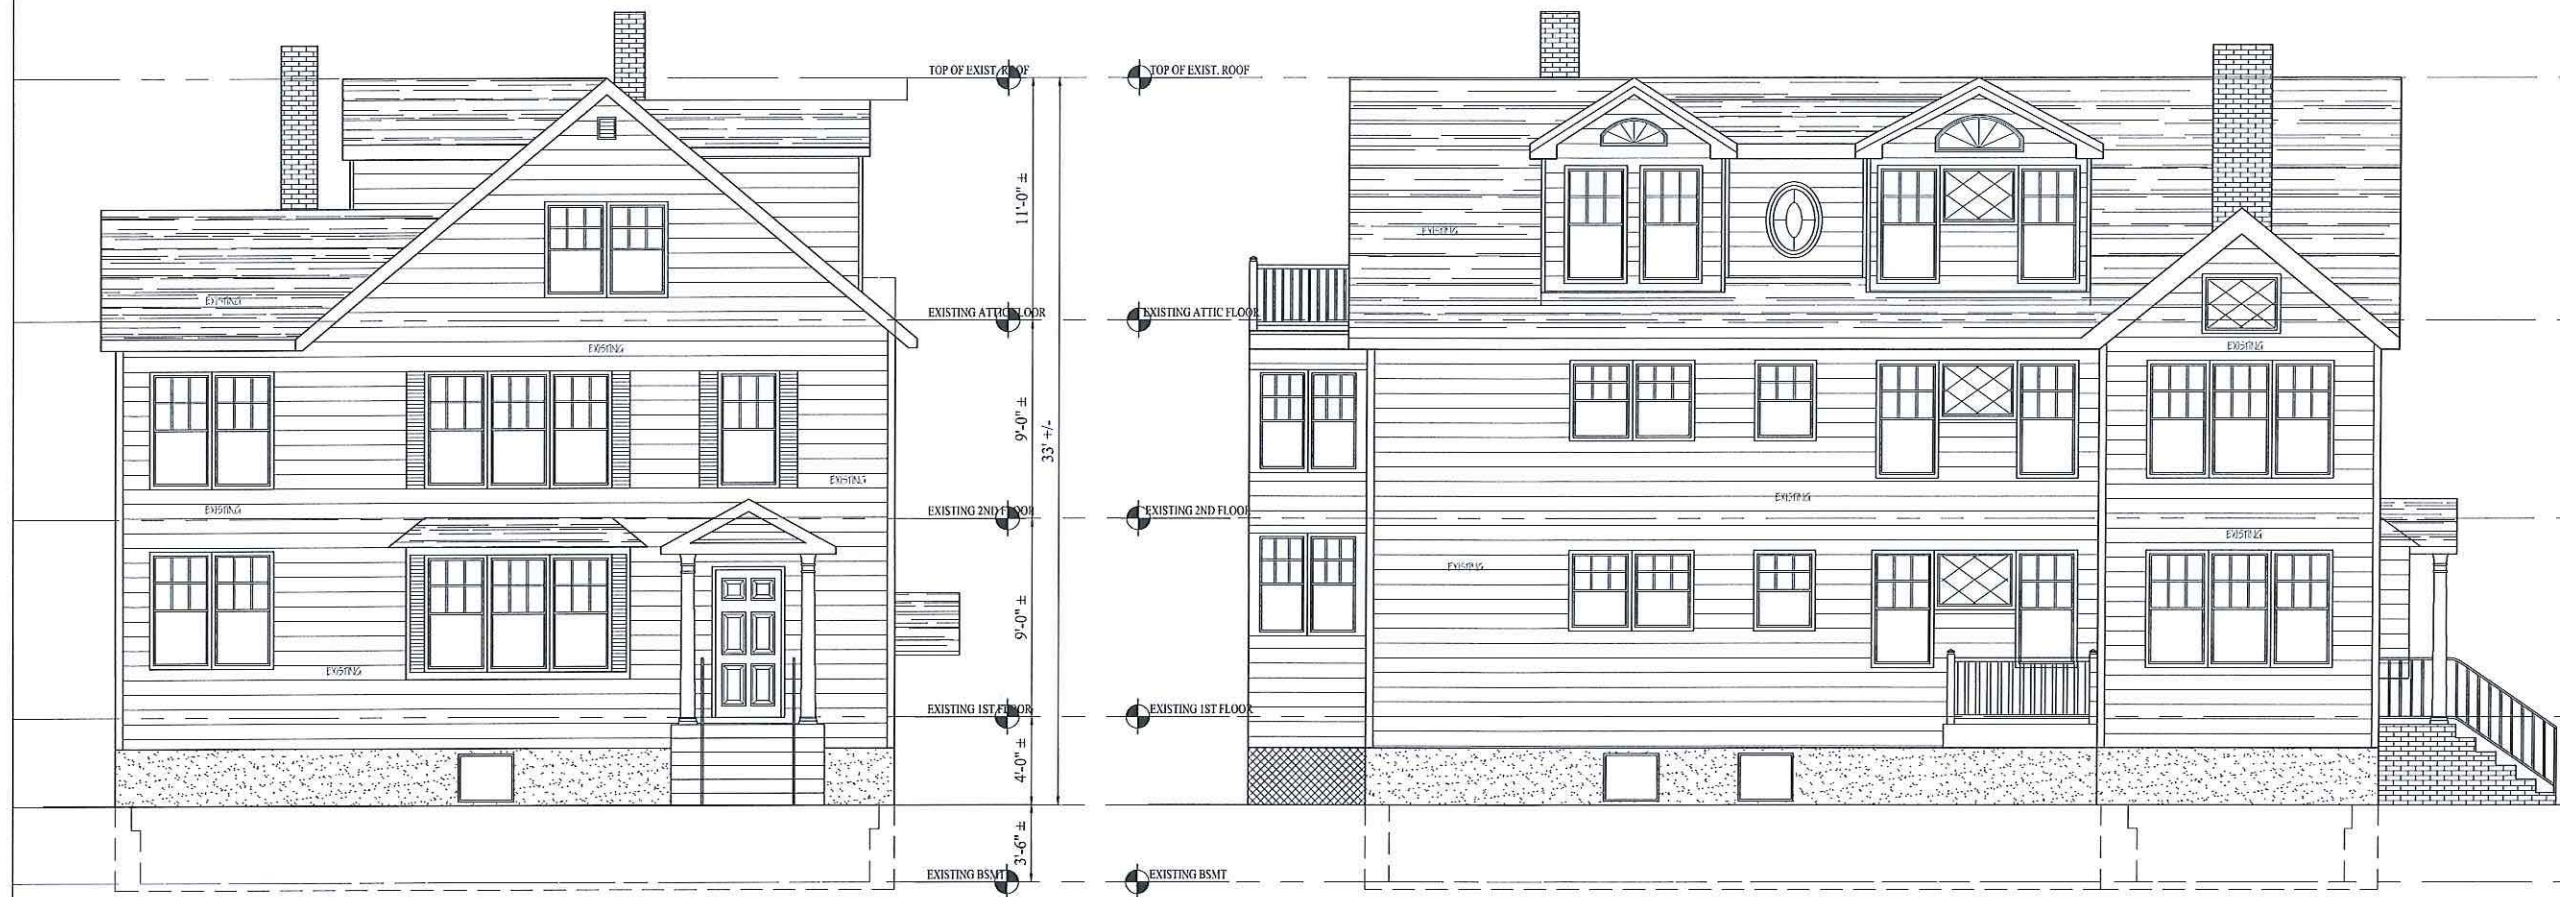 TOP OF EXIST. ROOF
TOP OF EXIST. ROOF
11'-0" ±
EXISTING
EXISTING
EXISTING ATTIC FLOOR
EXISTING ATTIC FLOOR
EXISTING
EXISTING
9'-0" ±
33' +/-
EXISTING
EXISTING
EXISTING
EXISTING 2ND FLOOR
EXISTING 2ND FLOOR
EXISTING
EXISTING
9'-0" ±
EXISTING
EXISTING 1ST FLOOR
EXISTING 1ST FLOOR
4'-0" ±
3'-6" ±
EXISTING BSMT
EXISTING BSMT